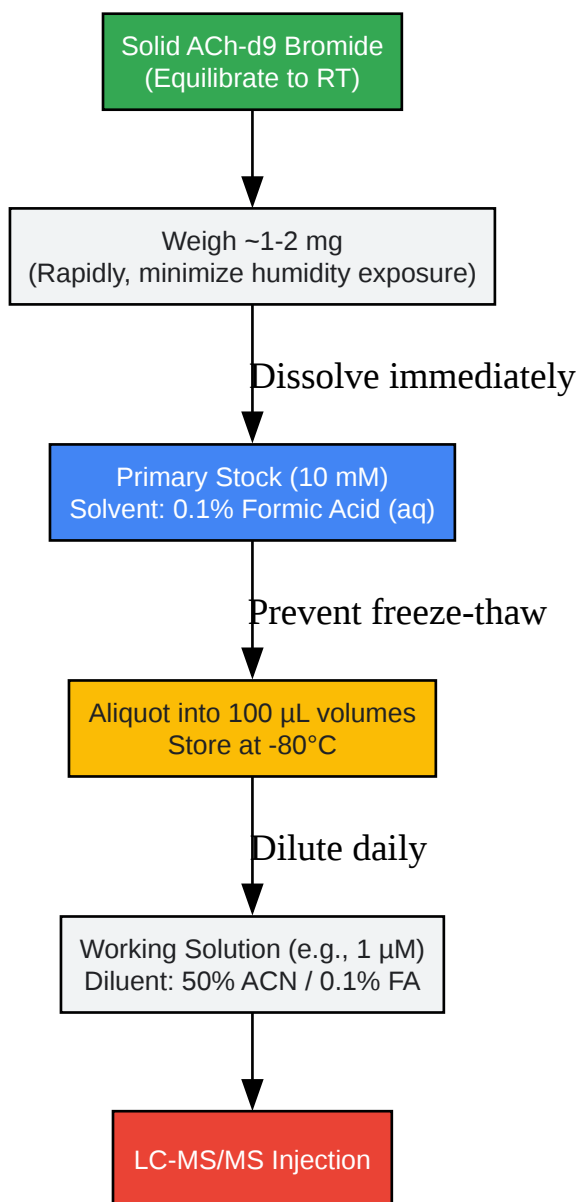 Solid ACh-d9 Bromide
(Equilibrate to RT)
Weigh ~1-2 mg
(Rapidly, minimize humidity exposure)
Dissolve immediately
Primary Stock (10 mM)
Solvent: 0.1% Formic Acid (aq)
Prevent freeze-thaw
Aliquot into 100 µL volumes
Store at -80°C
Dilute daily
Working Solution (e.g., 1 µM)
Diluent: 50% ACN / 0.1% FA
LC-MS/MS Injection